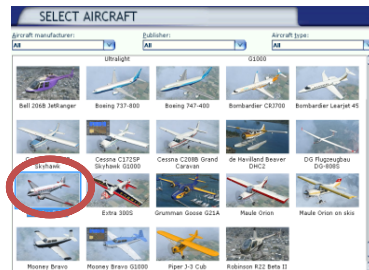 SELECT AIRCRAFT
Aircraft manufacturer: Publisher: Aircraft type:
All All All
Ultralight G1000
Bell 206B JetRanger Boeing 737-800 Boeing 747-400 Bombardier CRJ700 Bombardier Learjet 45
Cessna C172SP Cessna C208B Grand de Havilland Beaver DG Flugzeugbau
Skyhawk Skyhawk G1000 Caravan DHC2 DG-808S
Extra 300S Grumman Goose G21A Maule Orion Maule Orion on skis
Mooney Bravo Mooney Bravo G1000 Piper J-3 Cub Robinson R22 Beta II